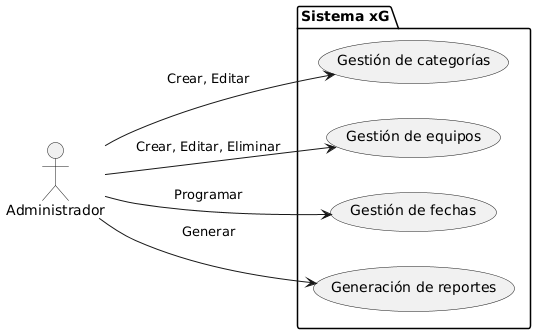 Sistema xG
Crear, Editar
Gestión de categorías
Crear, Editar, Eliminar
Gestión de equipos
Administrador
Programar
Gestión de fechas
Generar
Generación de reportes